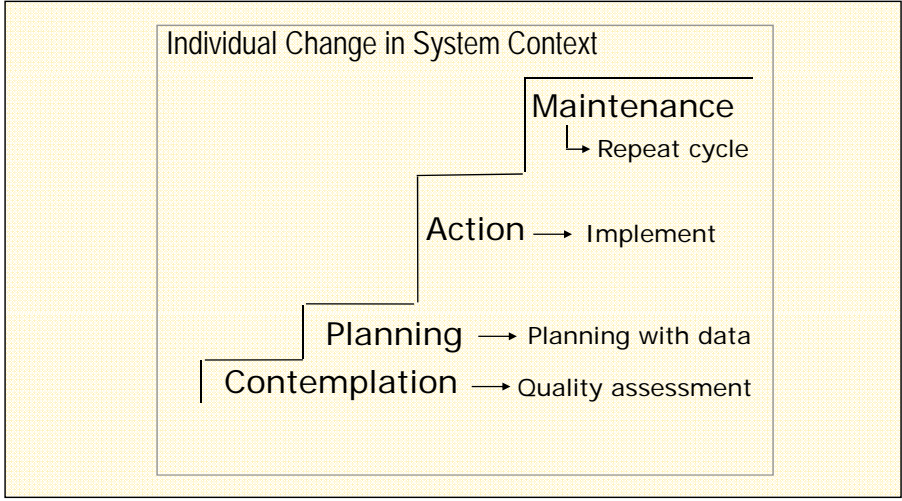 Individual Change in System Context
Maintenance
Repeat cycle
Action Implement
Planning Planning with data
Contemplation Quality assessment